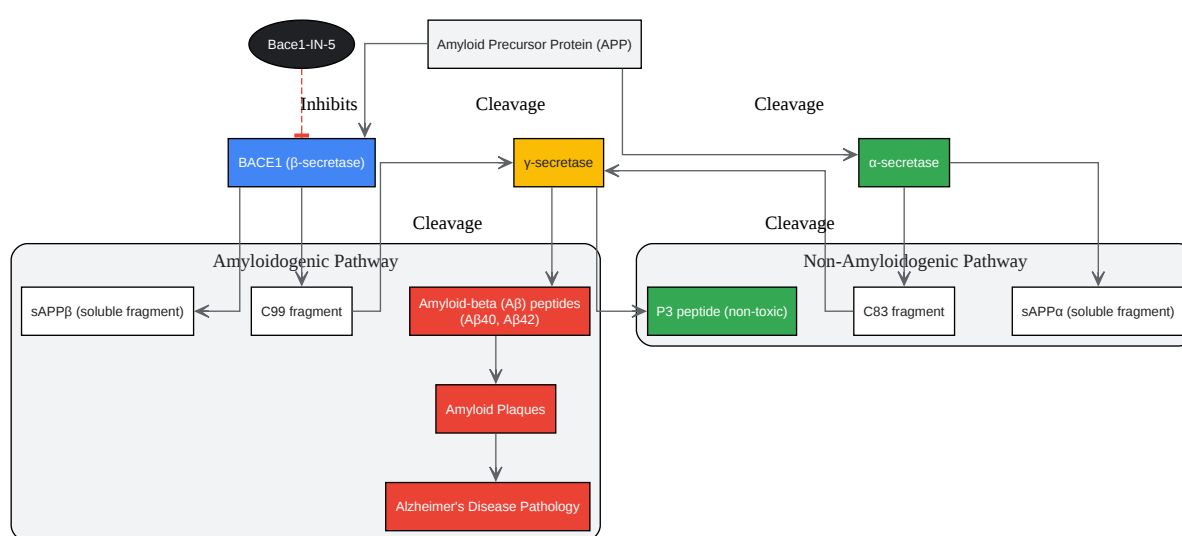 Bace1-IN-5
Amyloid Precursor Protein (APP)
Inhibits
Cleavage
Cleavage
BACE1 (β-secretase)
γ-secretase
α-secretase
Cleavage
Cleavage
Amyloidogenic Pathway
Non-Amyloidogenic Pathway
sAPPβ (soluble fragment)
C99 fragment
Amyloid-beta (Aβ) peptides
(Aβ40, Aβ42)
P3 peptide (non-toxic)
C83 fragment
sAPPα (soluble fragment)
Amyloid Plaques
Alzheimer's Disease Pathology